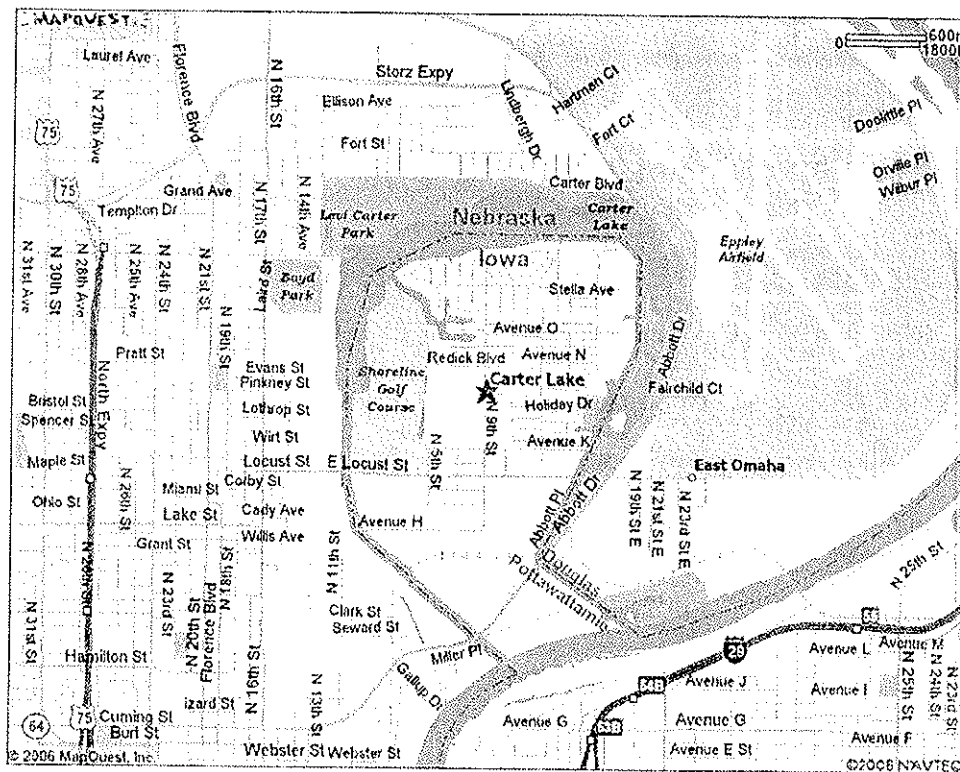 MAPQUEST
600m
0
1800ft
Laurel Ave
Florence Blvd
N 16th St
Storz Expy
Ellison Ave
Lindbergh Dr
Hartman Ct
Fort Ct
Doolittle Pl
75
N 27th Ave
Fort St
Orville Pl
Wilbur Pl
75
Grand Ave
Templton Dr
N 17th St
N 14th Ave
Levi Carter
Park
Nebraska
Carter Blvd
Carter
Lake
Iowa
Eppley
Airfield
N 31st Ave
N 30th St
N 28th Ave
N 25th Ave
N 24th St
N 21st St
N 19th St
Boyd
Park
Stella Ave
Avenue O
Pratt St
Redick Blvd
Avenue N
Abbott Dr
North Expy
Evans St
Pinkney St
Shoreline
Golf
Course
Carter Lake
Fairchild Ct
Bristol St
Spencer St
Lothrop St
Holiday Dr
N 9th St
Wirt St
Avenue K
Maple St
Locust St
E Locust St
N 5th St
East Omaha
Ohio St
N 26th St
Miami St
Colby St
Lake St
Cady Ave
Avenue H
Abbott Pl
Abbott Dr
N 19th St E
N 21st St E
N 23rd St E
Grant St
Willis Ave
Douglas
Pottawattamie
N 25th St
N 31st St
N 23rd St
N 20th St
Florence Blvd
N 18th St
N 11th St
Clark St
Seward St
Hamilton St
N 16th St
Miller Pl
Gallup Dr
29
Avenue L
Avenue M
Avenue J
Avenue I
N 25th St
N 24th St
N 23rd St
64
75
Cuming St
Burt St
Izard St
N 13th St
Avenue G
Avenue G
Avenue F
Webster St
Webster St
Avenue E St
© 2006 MapQuest, Inc.
©2006 NAVTEQ